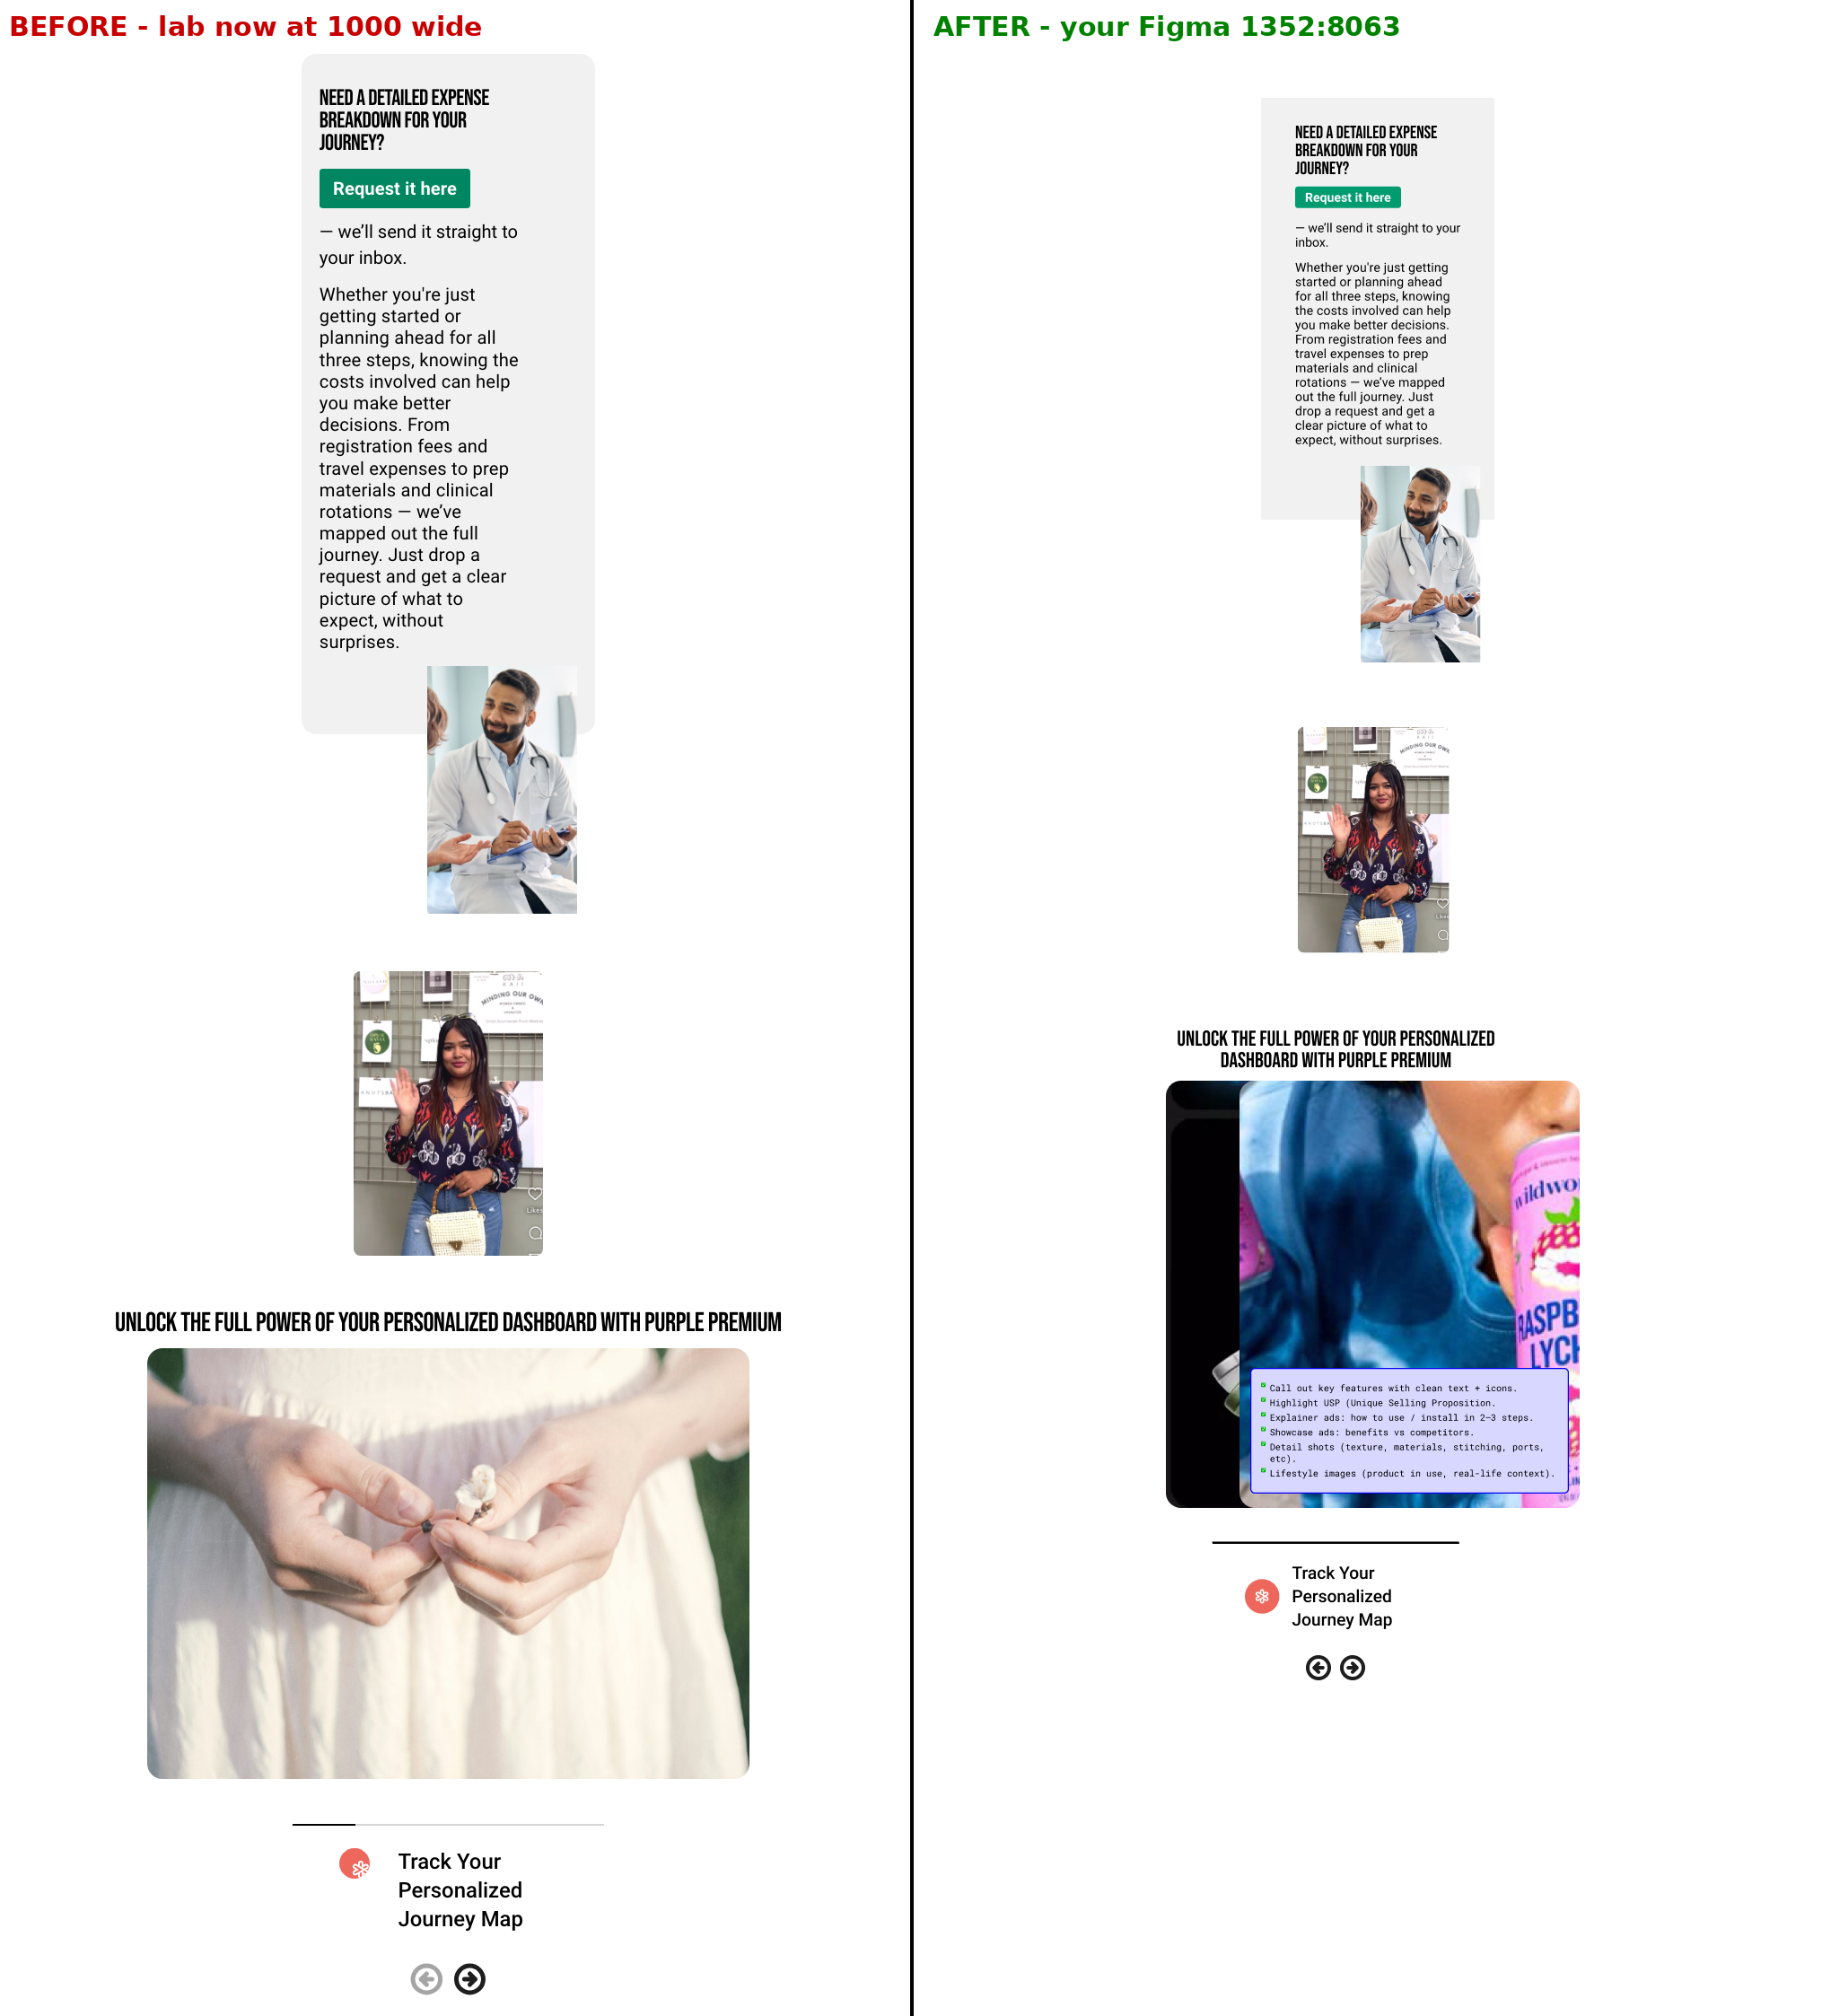 BEFORE - lab now at 1000 wide
NEED A DETAILED EXPENSE
BREAKDOWN FOR YOUR
JOURNEY?
Request it here
— we’ll send it straight to
your inbox.
Whether you're just
getting started or
planning ahead for all
three steps, knowing the
costs involved can help
you make better
decisions. From
registration fees and
travel expenses to prep
materials and clinical
rotations — we’ve
mapped out the full
journey. Just drop a
request and get a clear
picture of what to
expect, without
surprises.
MINDING OUR OWN
Likes
UNLOCK THE FULL POWER OF YOUR PERSONALIZED DASHBOARD WITH PURPLE PREMIUM
Track Your
Personalized
Journey Map
AFTER - your Figma 1352:8063
NEED A DETAILED EXPENSE
BREAKDOWN FOR YOUR
JOURNEY?
Request it here
— we’ll send it straight to your
inbox.
Whether you're just getting
started or planning ahead
for all three steps, knowing
the costs involved can help
you make better decisions.
From registration fees and
travel expenses to prep
materials and clinical
rotations — we’ve mapped
out the full journey. Just
drop a request and get a
clear picture of what to
expect, without surprises.
MINDING OUR OWN
Likes
UNLOCK THE FULL POWER OF YOUR PERSONALIZED
DASHBOARD WITH PURPLE PREMIUM
wildwo
RASPB
LYCH
Call out key features with clean text + icons.
Highlight USP (Unique Selling Proposition.
Explainer ads: how to use / install in 2–3 steps.
Showcase ads: benefits vs competitors.
Detail shots (texture, materials, stitching, ports,
etc).
Lifestyle images (product in use, real-life context).
Track Your
Personalized
Journey Map